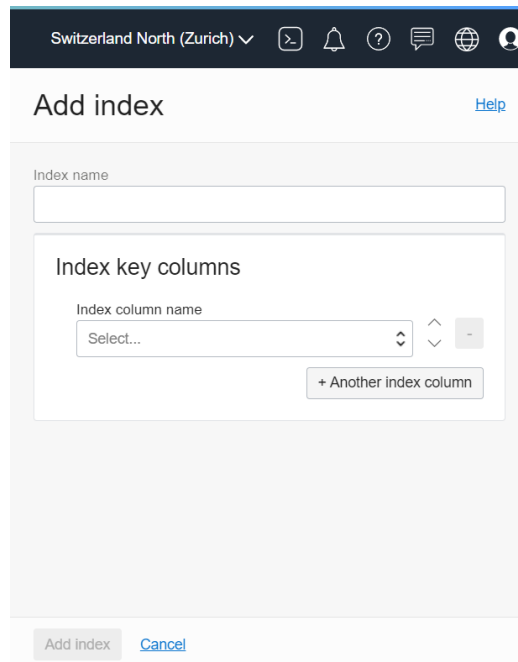 Switzerland North (Zurich)
Add index
Help
Index name
Index key columns
Index column name
Select...
-
+ Another index column
Add index
Cancel